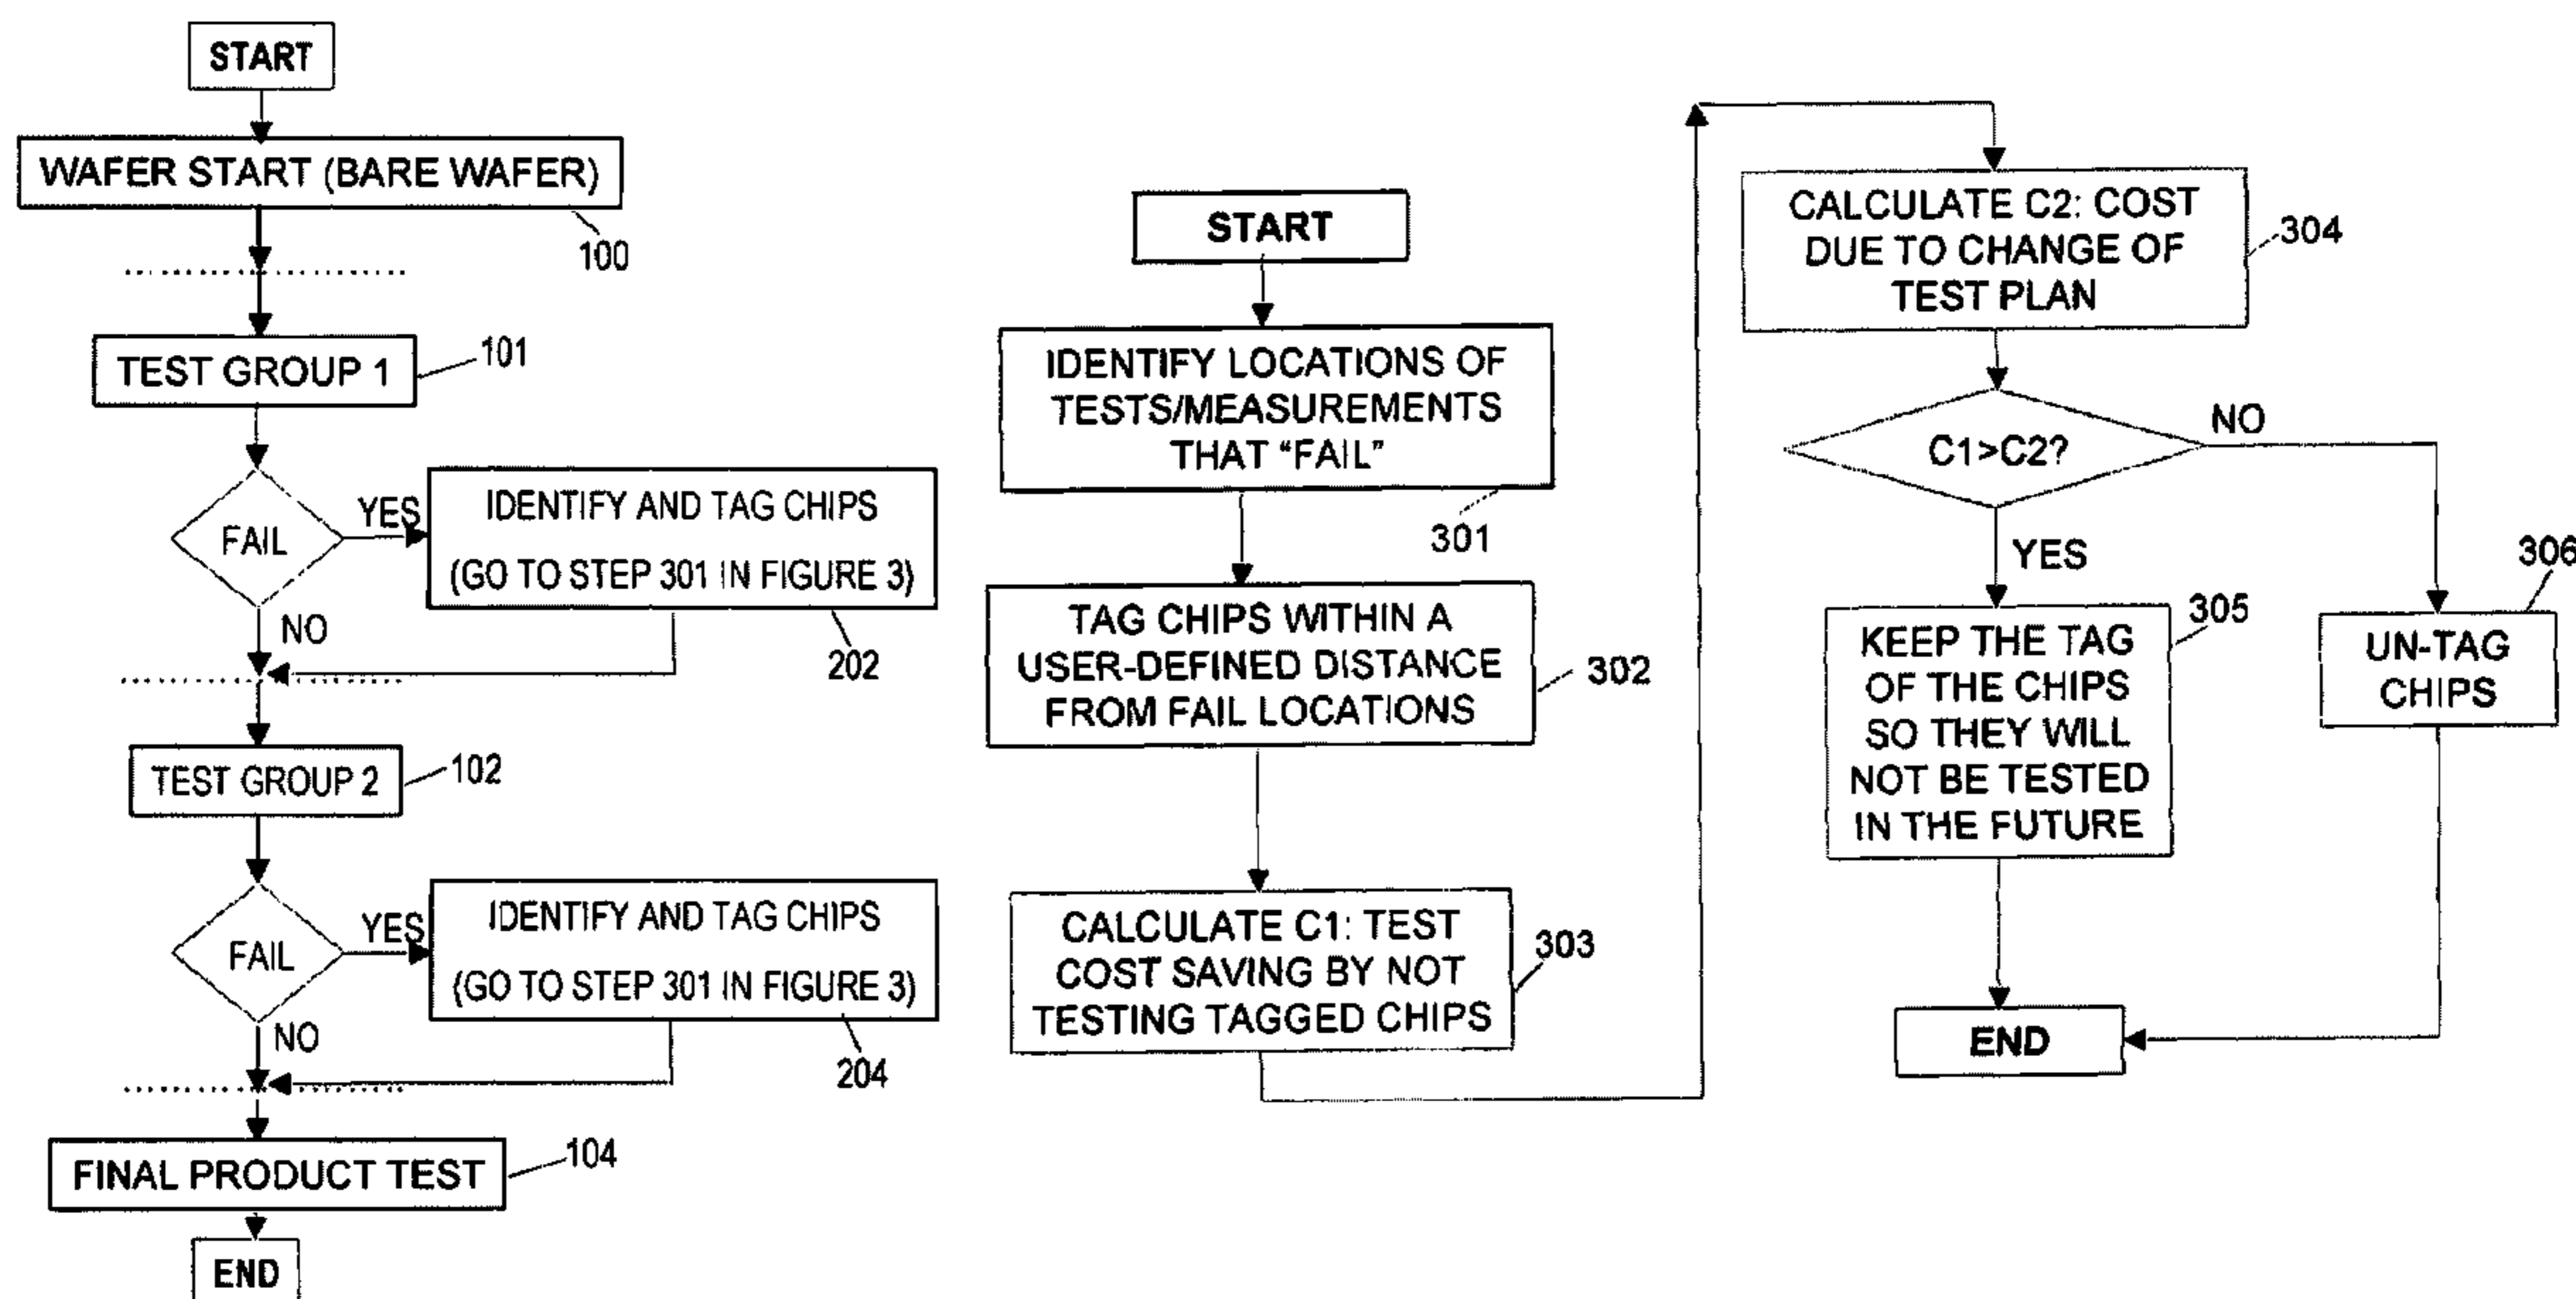 START
WAFER START (BARE WAFER)
100
TEST GROUP 1
101
FAIL
YES
IDENTIFY AND TAG CHIPS
(GO TO STEP 301 IN FIGURE 3)
202
NO
TEST GROUP 2
102
FAIL
YES
IDENTIFY AND TAG CHIPS
(GO TO STEP 301 IN FIGURE 3)
204
NO
FINAL PRODUCT TEST
104
END
START
IDENTIFY LOCATIONS OF
TESTS/MEASUREMENTS
THAT “FAIL”
301
TAG CHIPS WITHIN A
USER-DEFINED DISTANCE
FROM FAIL LOCATIONS
302
CALCULATE C1: TEST
COST SAVING BY NOT
TESTING TAGGED CHIPS
303
CALCULATE C2: COST
DUE TO CHANGE OF
TEST PLAN
304
C1>C2?
NO
YES
KEEP THE TAG
OF THE CHIPS
SO THEY WILL
NOT BE TESTED
IN THE FUTURE
305
UN-TAG
CHIPS
306
END